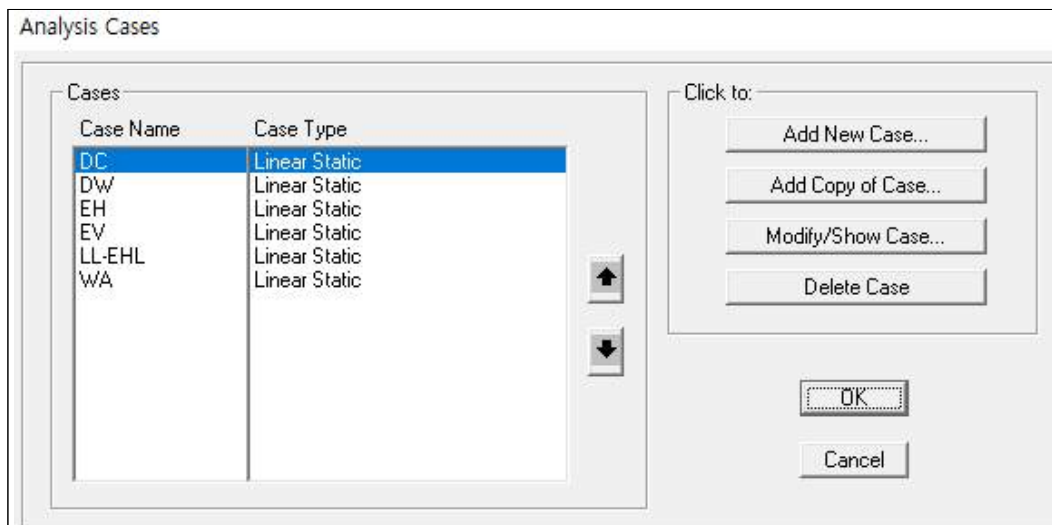 Analysis Cases
Cases
Case Name Case Type
DC Linear Static
DW Linear Static
EH Linear Static
EV Linear Static
LL-EHL Linear Static
WA Linear Static
Click to:
Add New Case...
Add Copy of Case...
Modify/Show Case...
Delete Case
OK
Cancel